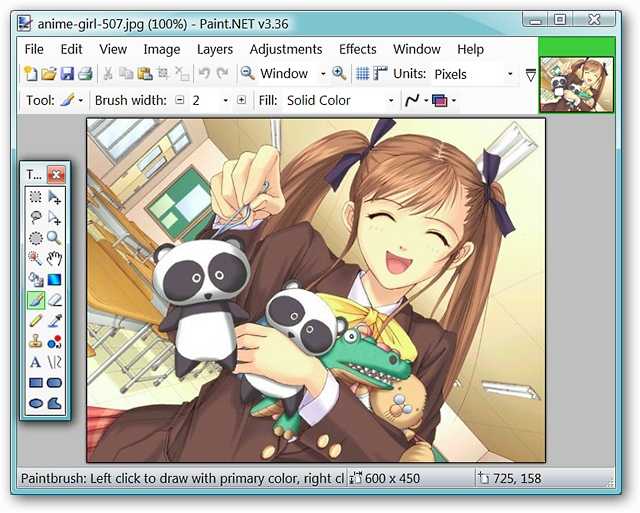 anime-girl-507.jpg (100%) - Paint.NET v3.36
File Edit View Image Layers Adjustments Effects Window Help
Window Units: Pixels
Tool: Brush width: 2 Fill: Solid Color
T...
A
Paintbrush: Left click to draw with primary color, right cl 600 x 450 725, 158